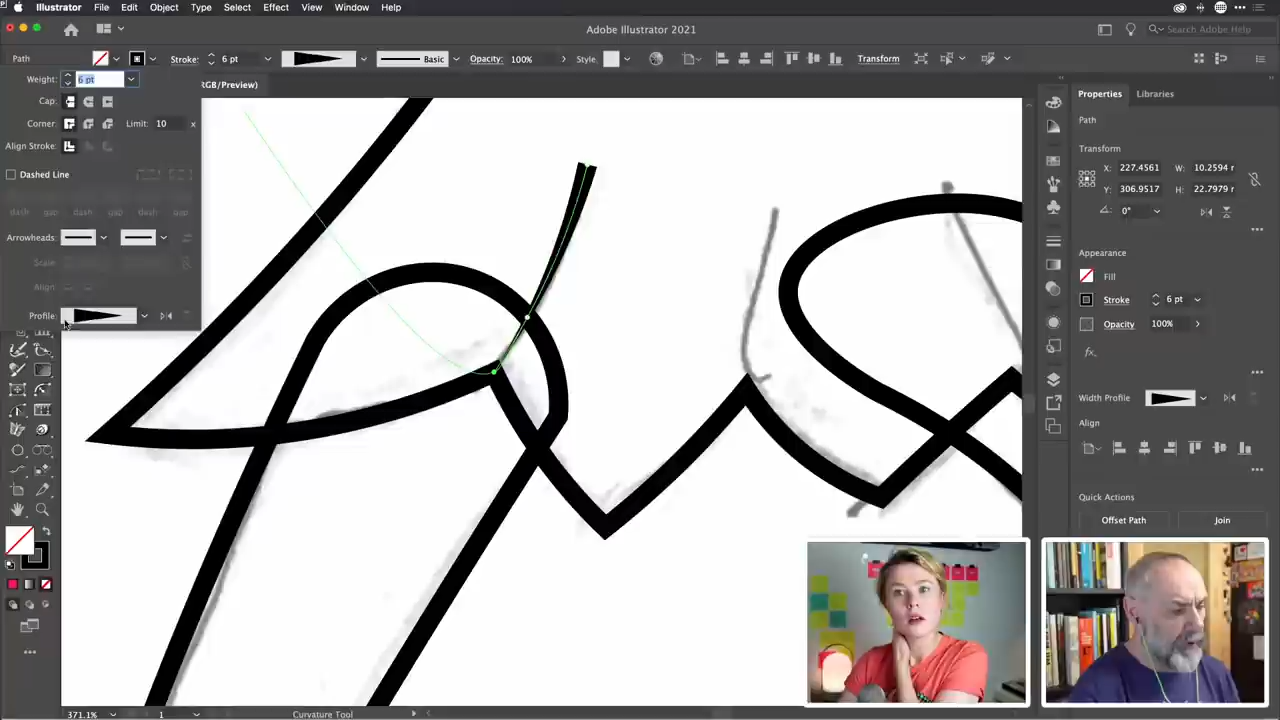 Illustrator File Edit Object Type Select Effect View Window Help
Adobe Illustrator 2021
Search Adobe Help
Path Stroke: 6 pt Basic Opacity: 100% Style: Transform
Weight: 6 pt
RGB/Preview)
Cap:
Corner: Limit: 10 x
Align Stroke:
Dashed Line
dash gap dash gap dash gap
Arrowheads:
Scale:
Align:
Profile:
371.1% 1 Curvature Tool
Properties Libraries
Path
Transform
X: 227.4561 W: 10.2594 r
Y: 306.9517 H: 22.7979 r
0°
Appearance
Fill
Stroke 6 pt
Opacity 100%
fx.
Width Profile
Align
Quick Actions
Offset Path Join